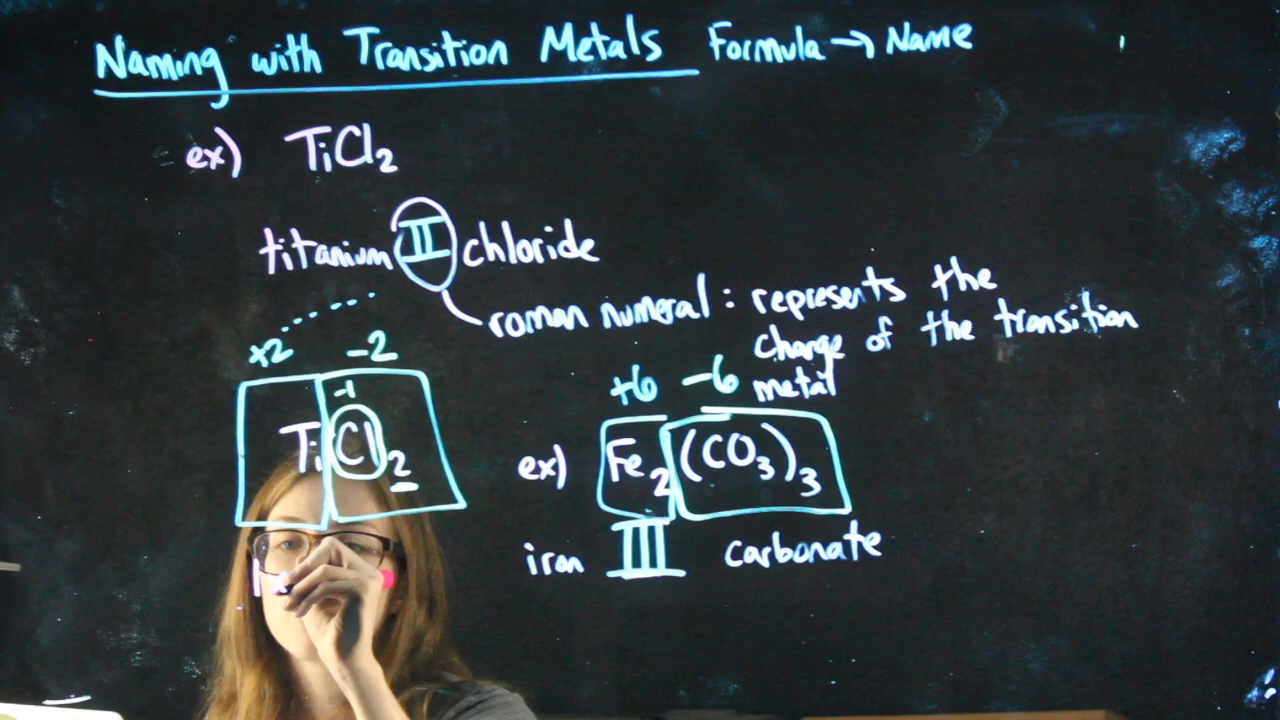 Naming with Transition Metals Formula → Name
ex) TiCl2
titanium II chloride
roman numeral : represents the
charge of the transition
metal
+2 -2
-1
TiCl2
+6 -6
ex) Fe2(CO3)3
iron III carbonate